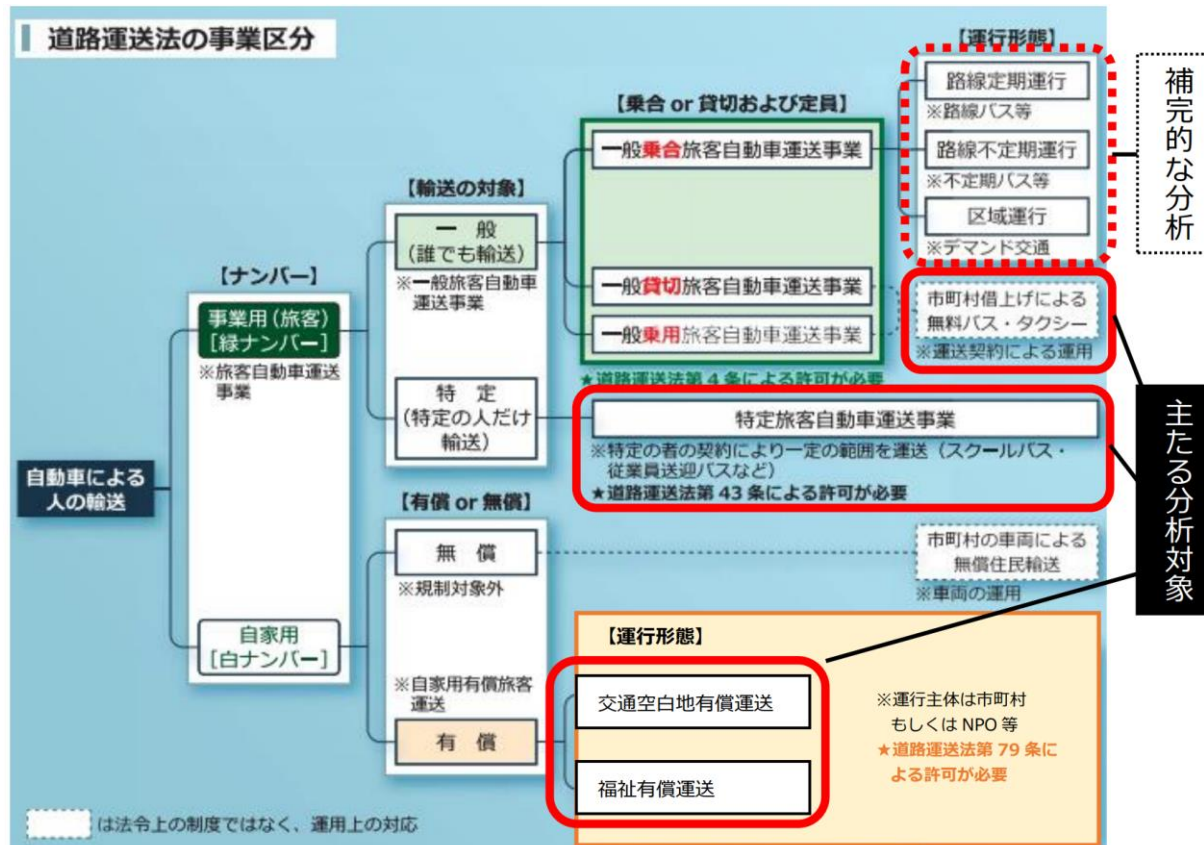 道路運送法の事業区分
【運行形態】
路線定期運行
※路線バス等
路線不定期運行
※不定期バス等
区域運行
※デマンド交通
補完的な分析
【乗合 or 貸切および定員】
一般乗合旅客自動車運送事業
一般貸切旅客自動車運送事業
一般乗用旅客自動車運送事業
★道路運送法第4条による許可が必要
市町村借上げによる
無料バス・タクシー
※運送契約による運用
【輸送の対象】
一 般
(誰でも輸送)
※一般旅客自動車
運送事業
特 定
(特定の人だけ
輸送)
特定旅客自動車運送事業
※特定の者の契約により一定の範囲を運送(スクールバス・
従業員送迎バスなど)
★道路運送法第 43 条による許可が必要
主たる分析対象
【ナンバー】
事業用(旅客)
[緑ナンバー]
※旅客自動車運送
事業
自動車による
人の輸送
自家用
[白ナンバー]
【有償 or 無償】
無 償
※規制対象外
※自家用有償旅客
運送
有 償
市町村の車両による
無償住民輸送
※車両の運用
【運行形態】
交通空白地有償運送
福祉有償運送
※運行主体は市町村
もしくは NPO 等
★道路運送法第 79 条に
よる許可が必要
は法令上の制度ではなく、運用上の対応